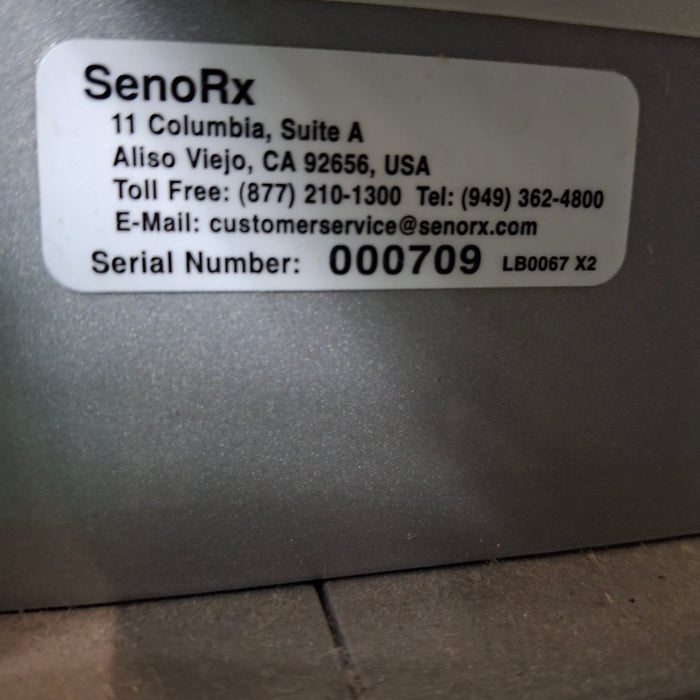 SenoRx
11 Columbia, Suite A
Aliso Viejo, CA 92656, USA
Toll Free: (877) 210-1300 Tel: (949) 362-4800
E-Mail: customerservice@senorx.com
Serial Number: 000709 LB0067 X2